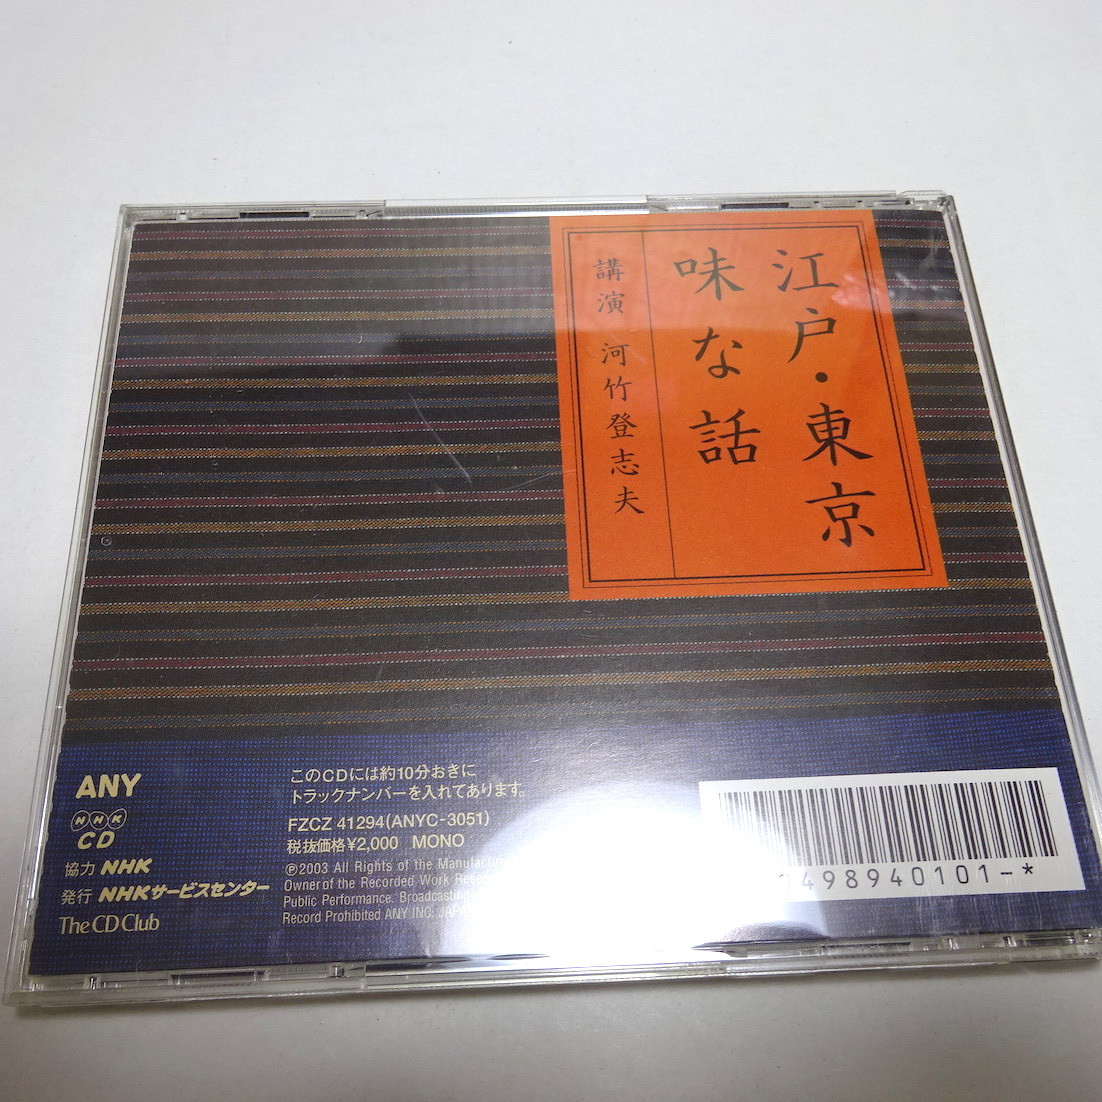 江戸・東京
味な話
講演 河竹登志夫
ANY
NHK
CD
協力 NHK
発行 NHKサービスセンター
The CD Club
このCDには約10分おきに
トラックナンバーを入れてあります。
FZCZ 41294(ANYC-3051)
税抜価格¥2,000 MONO
Ⓟ2003 All Rights of the Manufactu
Owner of the Recorded Work Rese
Public Performance. Broadcasting
Record Prohibited ANY INC. JAPA
498940101-*